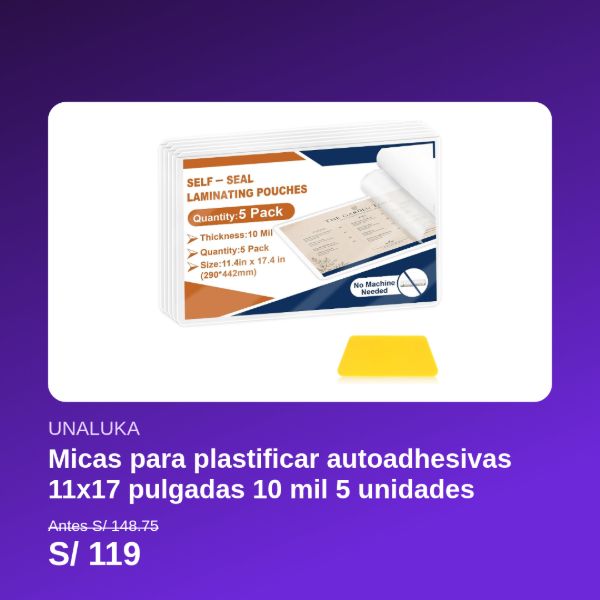 SELF – SEAL
LAMINATING POUCHES
Quantity:5 Pack
Thickness:10 Mil
Quantity:5 Pack
Size:11.4in x 17.4 in
(290*442mm)
No Machine
Needed
UNALUKA
Micas para plastificar autoadhesivas
11x17 pulgadas 10 mil 5 unidades
Antes S/ 148.75
S/ 119